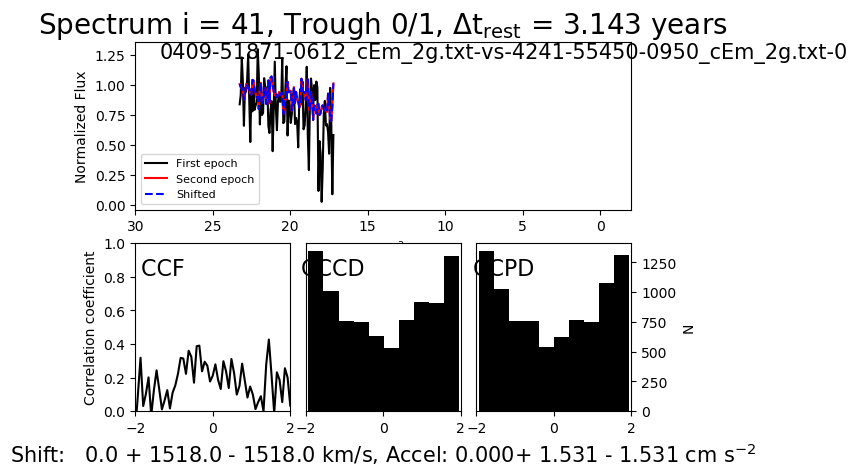 Spectrum i = 41, Trough 0/1, Δt_rest = 3.143 years
0409-51871-0612_cEm_2g.txt-vs-4241-55450-0950_cEm_2g.txt-0
Normalized Flux
1.25
1.00
0.75
0.50
0.25
0.00
First epoch
Second epoch
Shifted
30 25 20 15 10 5 0
Correlation coefficient
1.0
0.8
0.6
0.4
0.2
0.0
CCF
−2 0 2
CCCD
−2 0 2
CCPD
−2 0 2
1250
1000
750
500
250
0
N
Shift: 0.0 + 1518.0 - 1518.0 km/s, Accel: 0.000+ 1.531 - 1.531 cm s⁻²